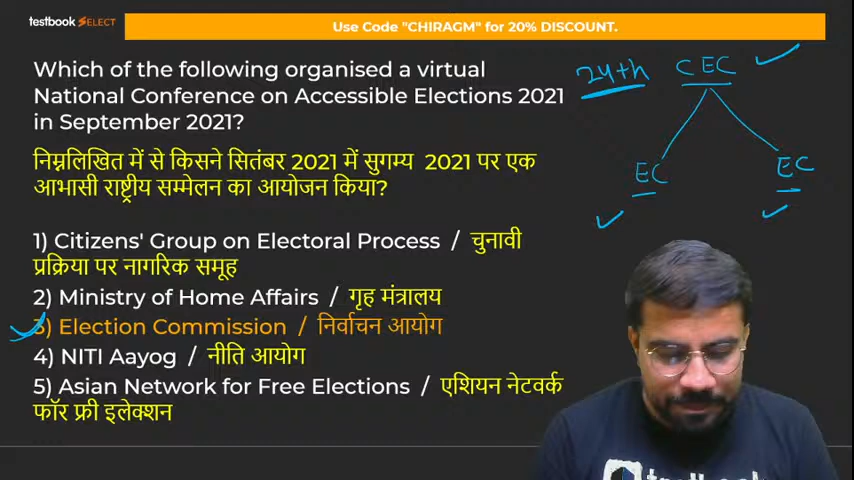 testbook SELECT
Use Code "CHIRAGM" for 20% DISCOUNT.
Which of the following organised a virtual
National Conference on Accessible Elections 2021
in September 2021?
निम्नलिखित में से किसने सितंबर 2021 में सुगम्य 2021 पर एक
आभासी राष्ट्रीय सम्मेलन का आयोजन किया?
1) Citizens' Group on Electoral Process / चुनावी
प्रक्रिया पर नागरिक समूह
2) Ministry of Home Affairs / गृह मंत्रालय
3) Election Commission / निर्वाचन आयोग
4) NITI Aayog / नीति आयोग
5) Asian Network for Free Elections / एशियन नेटवर्क
फॉर फ्री इलेक्शन
24th CEC
EC EC
testbook